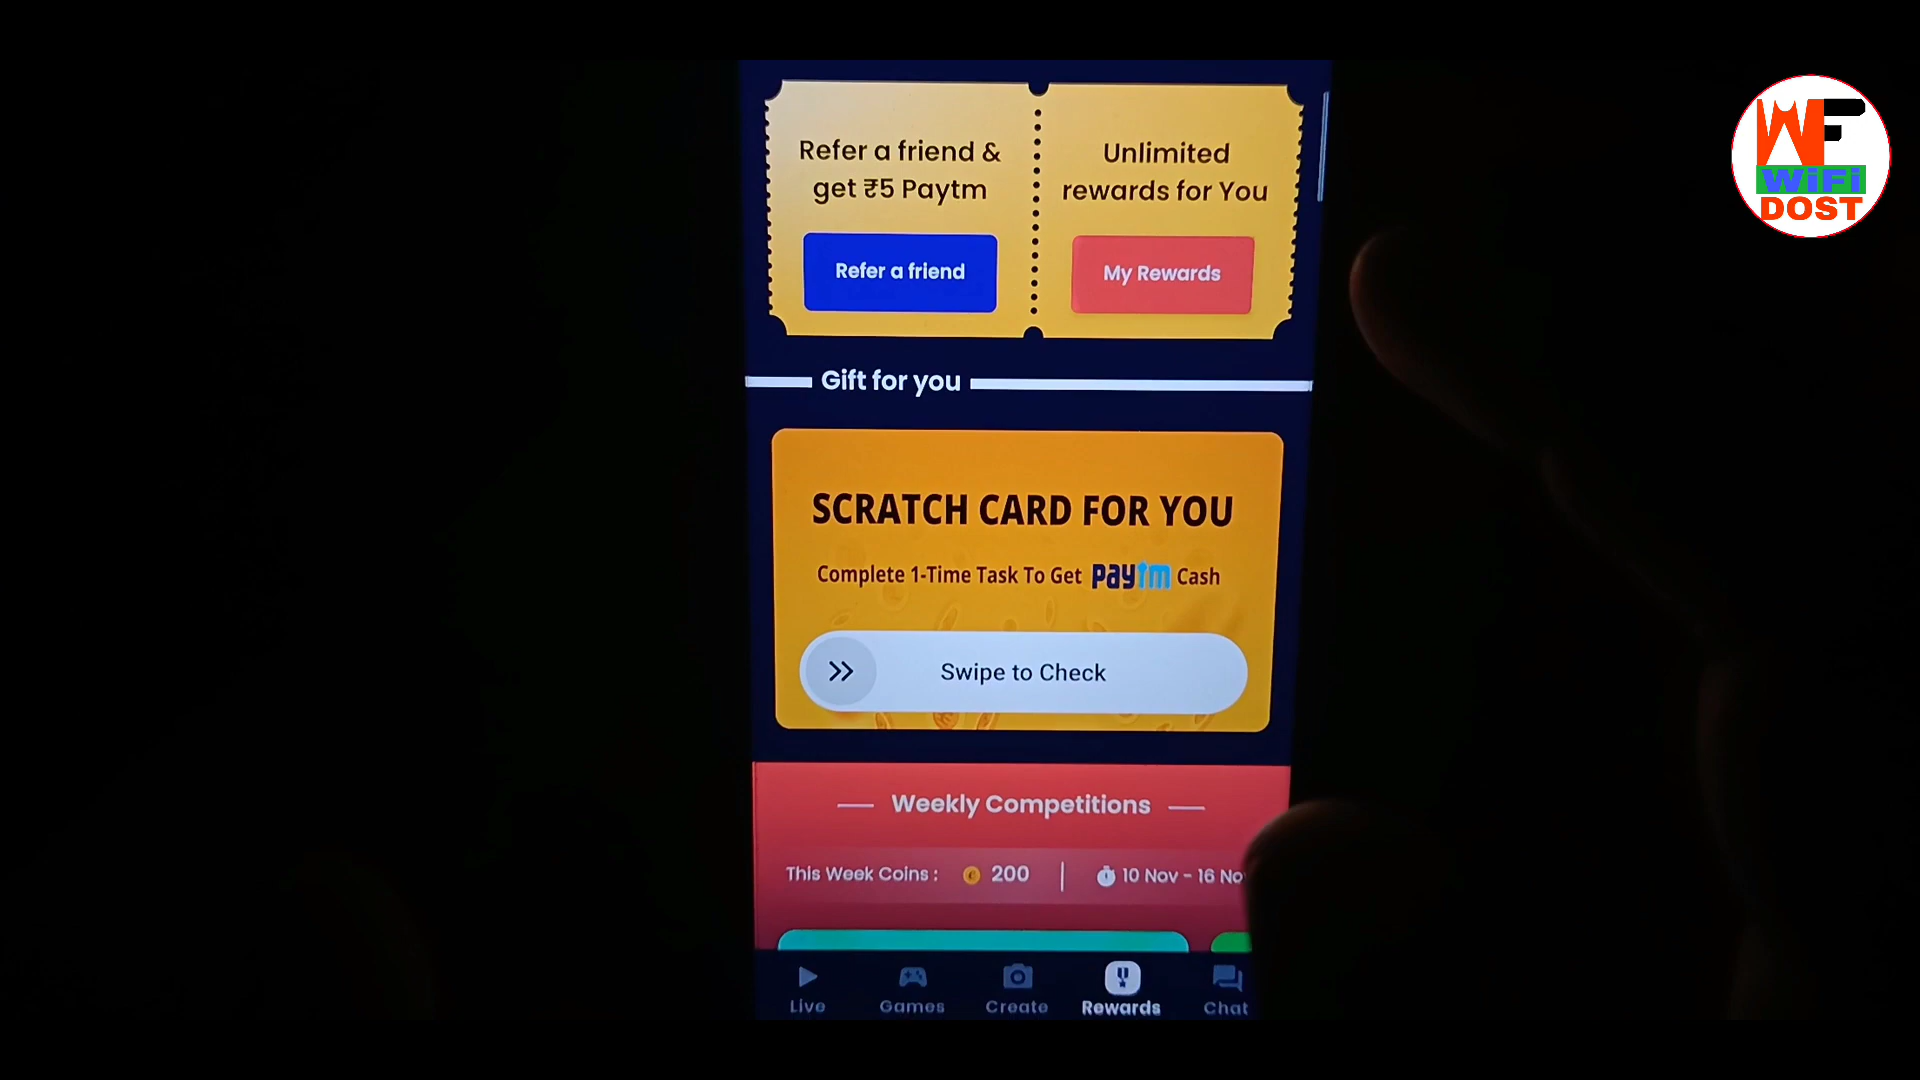 Refer a friend &
get ₹5 Paytm
Refer a friend
Unlimited
rewards for You
My Rewards
Gift for you
SCRATCH CARD FOR YOU
Complete 1-Time Task To Get paytm Cash
Swipe to Check
Weekly Competitions
This Week Coins : 200 | 10 Nov - 16 No
Live
Games
Create
Rewards
Chat
WF
WiFi
DOST